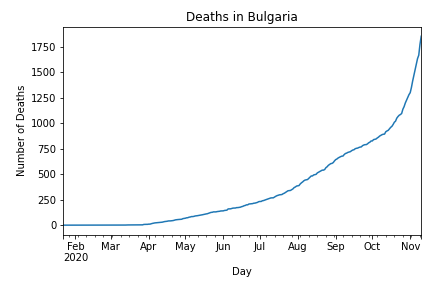 Deaths in Bulgaria
Number of Deaths
1750
1500
1250
1000
750
500
250
0
Feb Mar Apr May Jun Jul Aug Sep Oct Nov
2020
Day